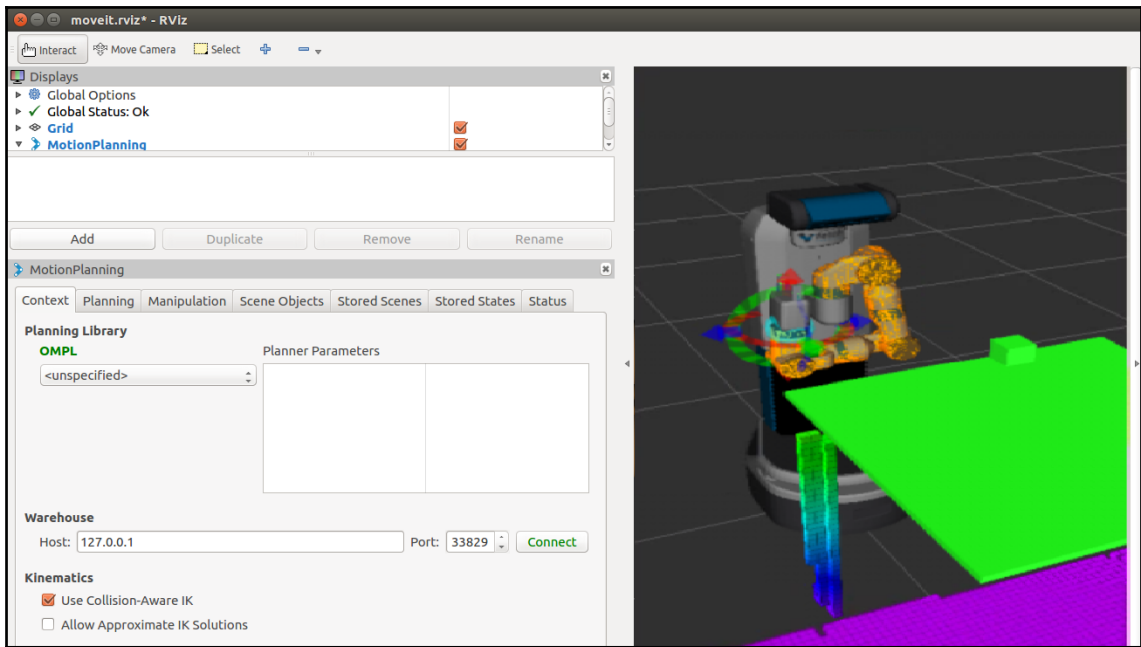 moveit.rviz* - RViz
Interact Move Camera Select
Displays
Global Options
Global Status: Ok
Grid
MotionPlanning
Add Duplicate Remove Rename
MotionPlanning
Context Planning Manipulation Scene Objects Stored Scenes Stored States Status
Planning Library
OMPL Planner Parameters
<unspecified>
Warehouse
Host: 127.0.0.1 Port: 33829 Connect
Kinematics
Use Collision-Aware IK
Allow Approximate IK Solutions